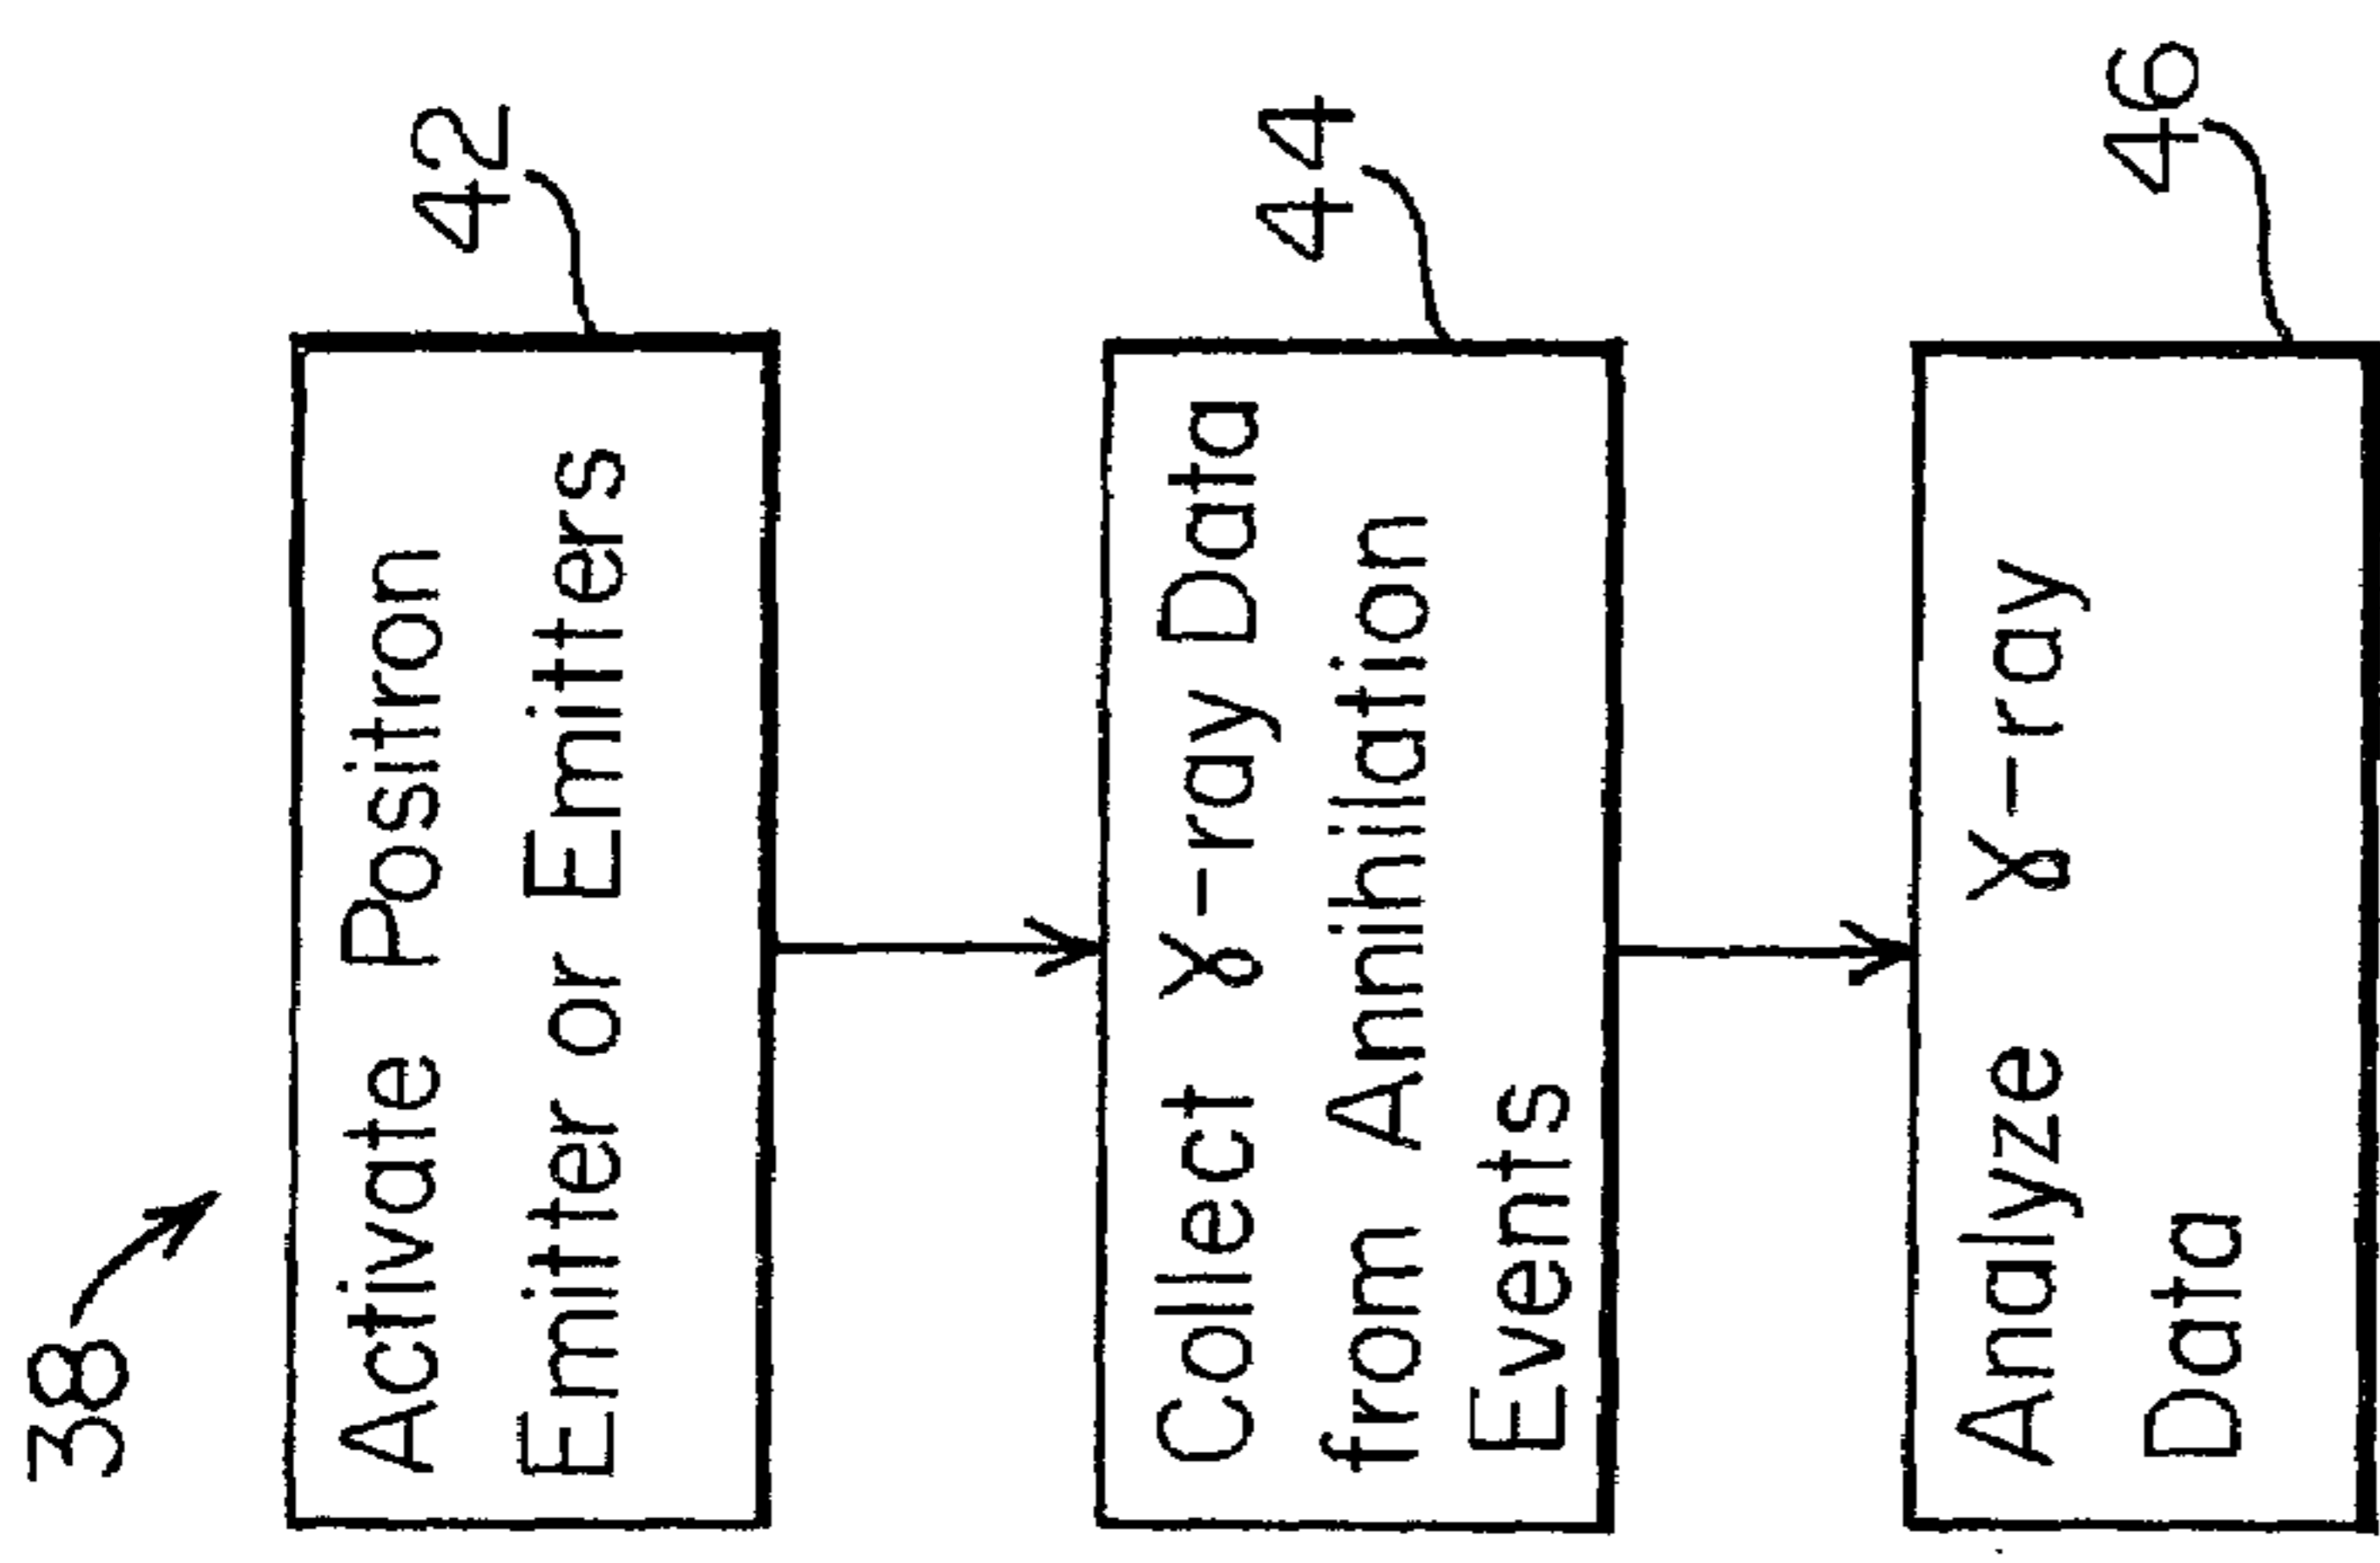 38
42
Activate Positron
Emitter or Emitters
44
Collect γ-ray Data
from Annihilation
Events
46
Analyze γ-ray
Data